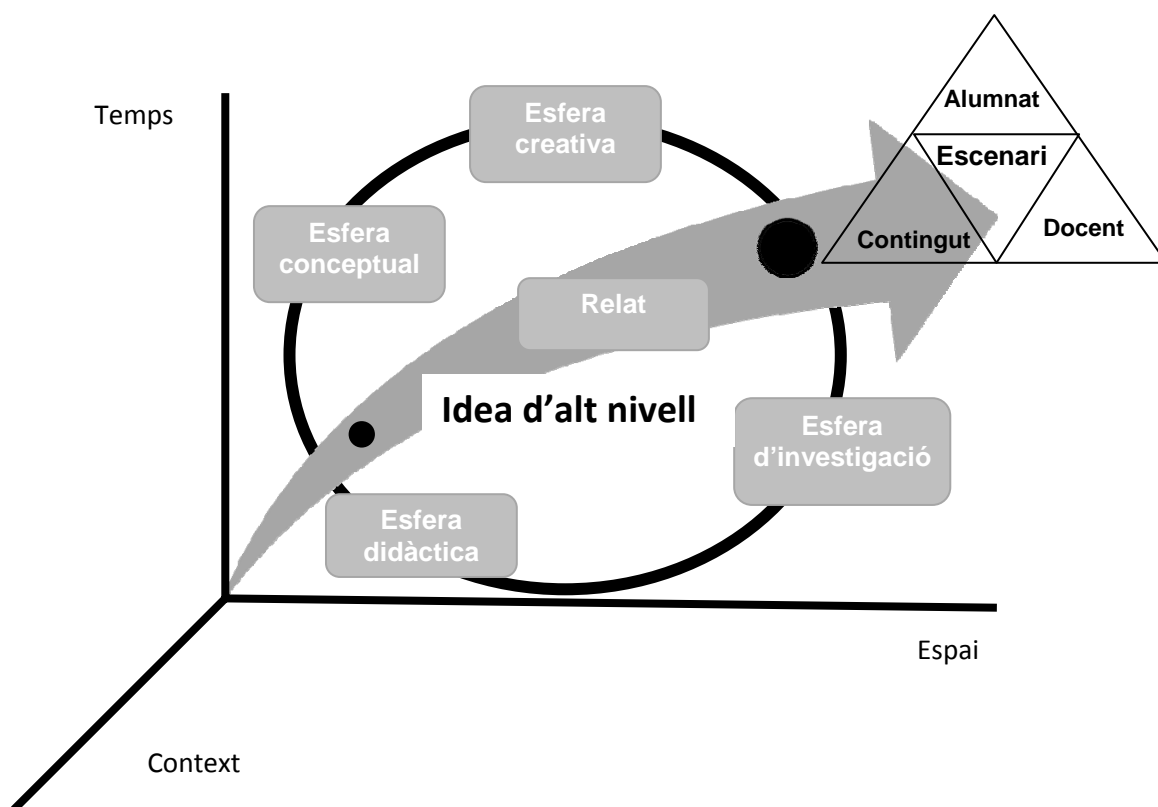 Temps
Esfera
creativa
Alumnat
Escenari
Contingut
Docent
Esfera
conceptual
Relat
Idea d’alt nivell
Esfera
d’investigació
Esfera
didàctica
Espai
Context